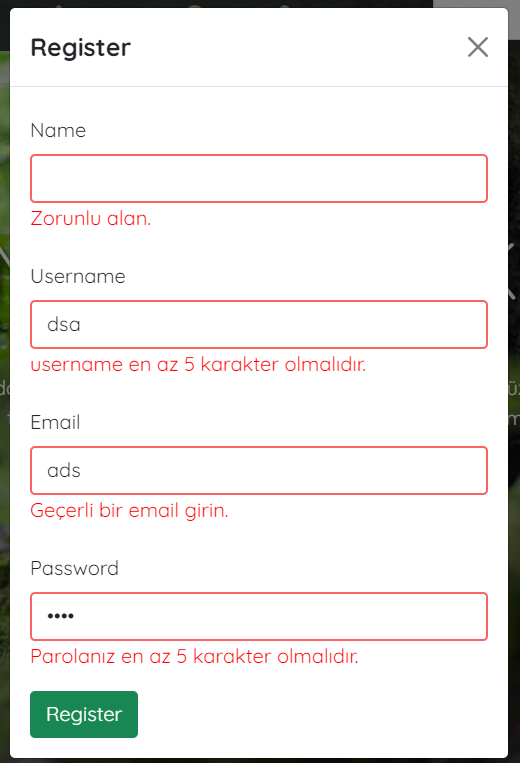 Register
Name
Zorunlu alan.
Username
dsa
username en az 5 karakter olmalıdır.
Email
ads
Geçerli bir email girin.
Password
••••
Parolanız en az 5 karakter olmalıdır.
Register